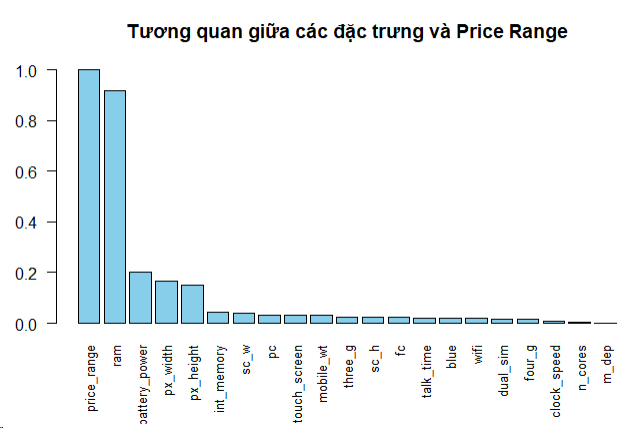 Tương quan giữa các đặc trưng và Price Range
1.0
0.8
0.6
0.4
0.2
0.0
price_range
ram
battery_power
px_width
px_height
int_memory
sc_w
pc
touch_screen
mobile_wt
three_g
sc_h
fc
talk_time
blue
wifi
dual_sim
four_g
clock_speed
n_cores
m_dep